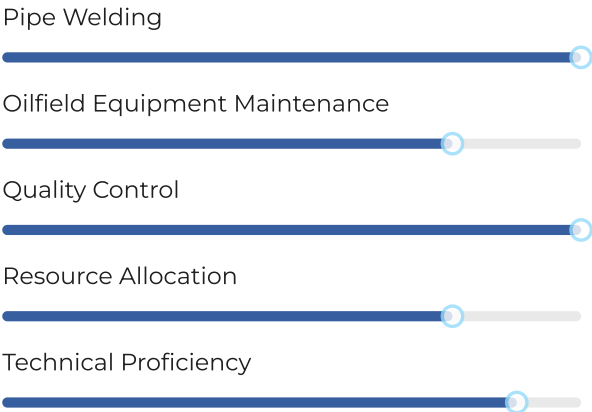 Pipe Welding
Oilfield Equipment Maintenance
Quality Control
Resource Allocation
Technical Proficiency